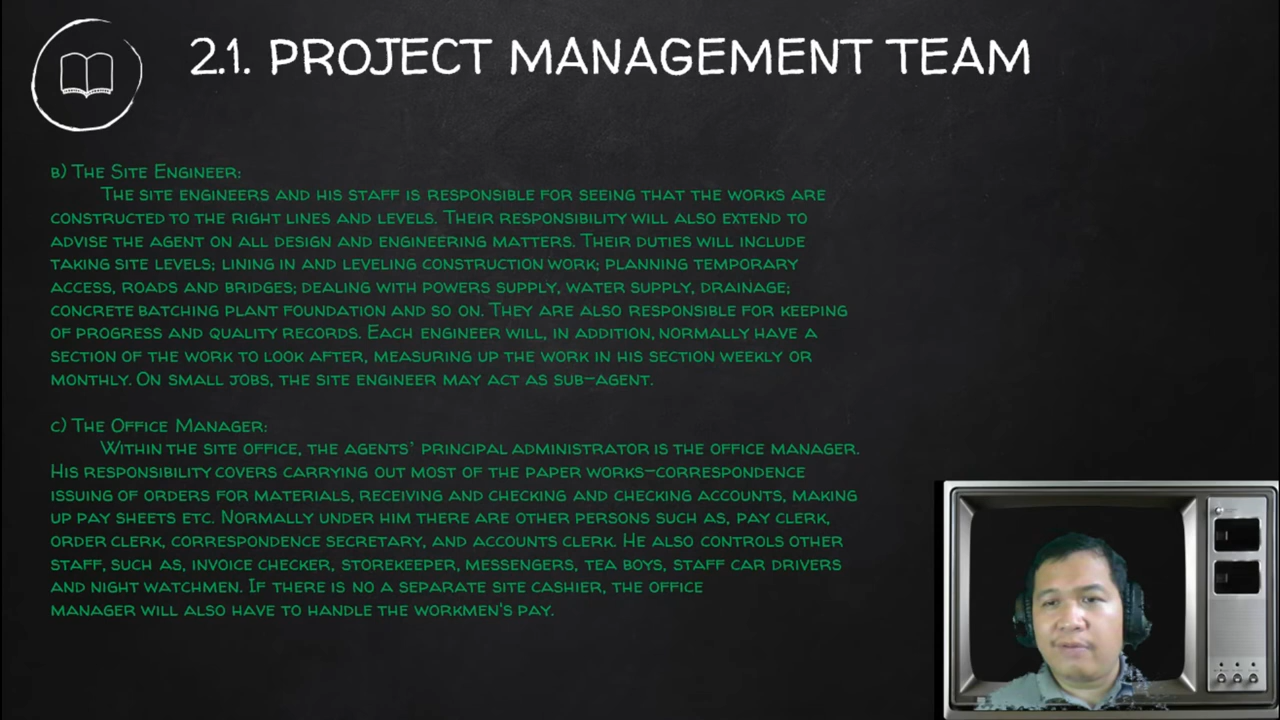 2.1. PROJECT MANAGEMENT TEAM
B) THE SITE ENGINEER:
THE SITE ENGINEERS AND HIS STAFF IS RESPONSIBLE FOR SEEING THAT THE WORKS ARE
CONSTRUCTED TO THE RIGHT LINES AND LEVELS. THEIR RESPONSIBILITY WILL ALSO EXTEND TO
ADVISE THE AGENT ON ALL DESIGN AND ENGINEERING MATTERS. THEIR DUTIES WILL INCLUDE
TAKING SITE LEVELS; LINING IN AND LEVELING CONSTRUCTION WORK; PLANNING TEMPORARY
ACCESS, ROADS AND BRIDGES; DEALING WITH POWERS SUPPLY, WATER SUPPLY, DRAINAGE;
CONCRETE BATCHING PLANT FOUNDATION AND SO ON. THEY ARE ALSO RESPONSIBLE FOR KEEPING
OF PROGRESS AND QUALITY RECORDS. EACH ENGINEER WILL, IN ADDITION, NORMALLY HAVE A
SECTION OF THE WORK TO LOOK AFTER, MEASURING UP THE WORK IN HIS SECTION WEEKLY OR
MONTHLY. ON SMALL JOBS, THE SITE ENGINEER MAY ACT AS SUB-AGENT.
C) THE OFFICE MANAGER:
WITHIN THE SITE OFFICE, THE AGENTS' PRINCIPAL ADMINISTRATOR IS THE OFFICE MANAGER.
HIS RESPONSIBILITY COVERS CARRYING OUT MOST OF THE PAPER WORKS-CORRESPONDENCE
ISSUING OF ORDERS FOR MATERIALS, RECEIVING AND CHECKING AND CHECKING ACCOUNTS, MAKING
UP PAY SHEETS ETC. NORMALLY UNDER HIM THERE ARE OTHER PERSONS SUCH AS, PAY CLERK,
ORDER CLERK, CORRESPONDENCE SECRETARY, AND ACCOUNTS CLERK. HE ALSO CONTROLS OTHER
STAFF, SUCH AS, INVOICE CHECKER, STOREKEEPER, MESSENGERS, TEA BOYS, STAFF CAR DRIVERS
AND NIGHT WATCHMEN. IF THERE IS NO A SEPARATE SITE CASHIER, THE OFFICE
MANAGER WILL ALSO HAVE TO HANDLE THE WORKMEN'S PAY.